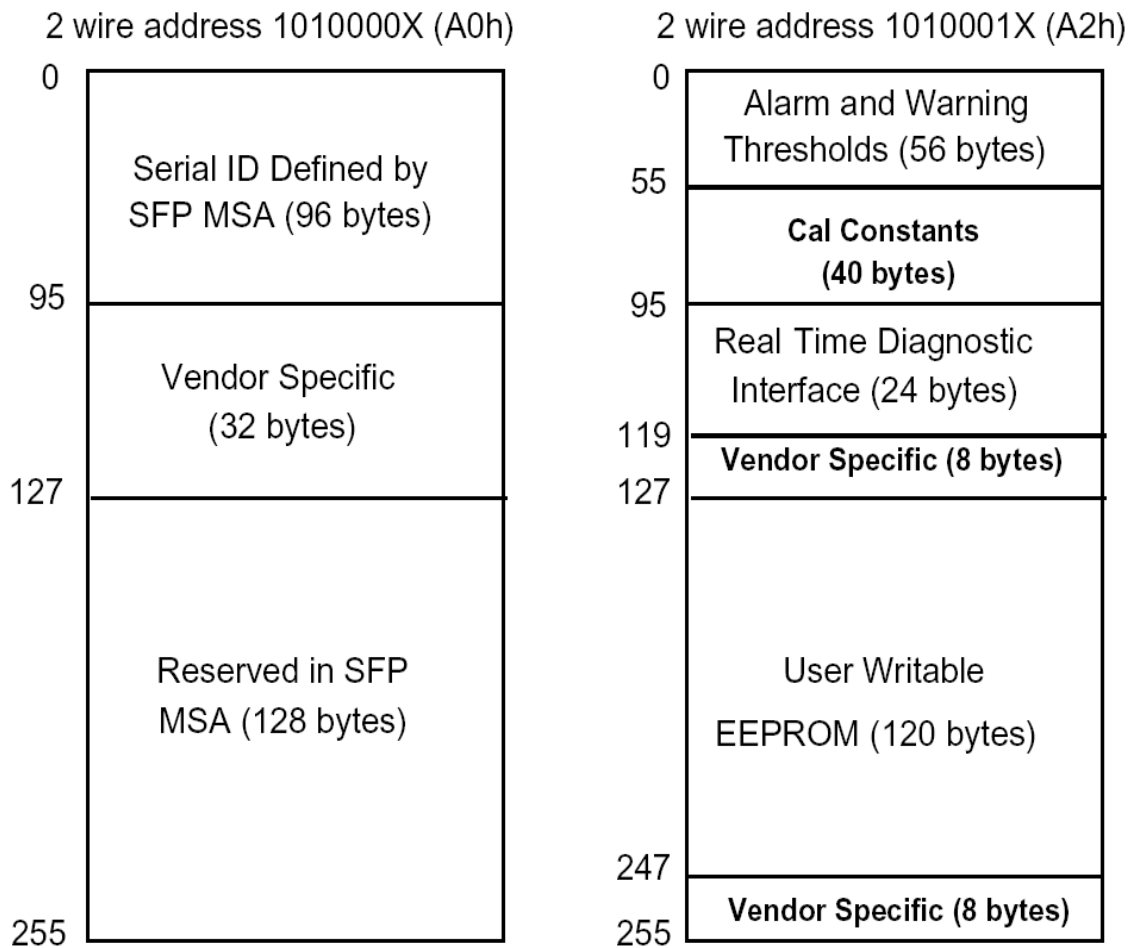 2 wire address 1010000X (A0h)
0
Serial ID Defined by
SFP MSA (96 bytes)
95
Vendor Specific
(32 bytes)
127
Reserved in SFP
MSA (128 bytes)
255
2 wire address 1010001X (A2h)
0
Alarm and Warning
Thresholds (56 bytes)
55
Cal Constants
(40 bytes)
95
Real Time Diagnostic
Interface (24 bytes)
119
Vendor Specific (8 bytes)
127
User Writable
EEPROM (120 bytes)
247
Vendor Specific (8 bytes)
255